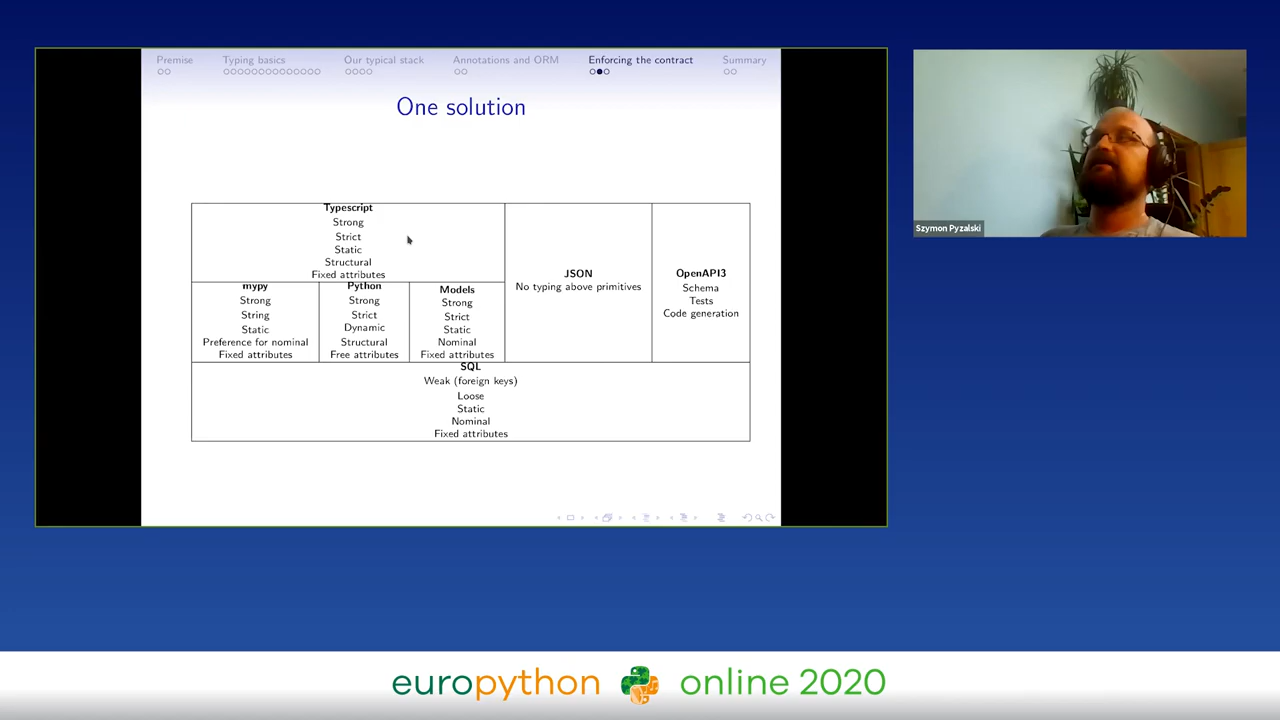 Premise
Typing basics
Our typical stack
Annotations and ORM
Enforcing the contract
Summary
One solution
Typescript
Strong
Strict
Static
Structural
Fixed attributes
mypy
Strong
String
Static
Preference for nominal
Fixed attributes
Python
Strong
Strict
Dynamic
Structural
Free attributes
Models
Strong
Strict
Static
Nominal
Fixed attributes
JSON
No typing above primitives
OpenAPI3
Schema
Tests
Code generation
SQL
Weak (foreign keys)
Loose
Static
Nominal
Fixed attributes
Szymon Pyzalski
europython online 2020